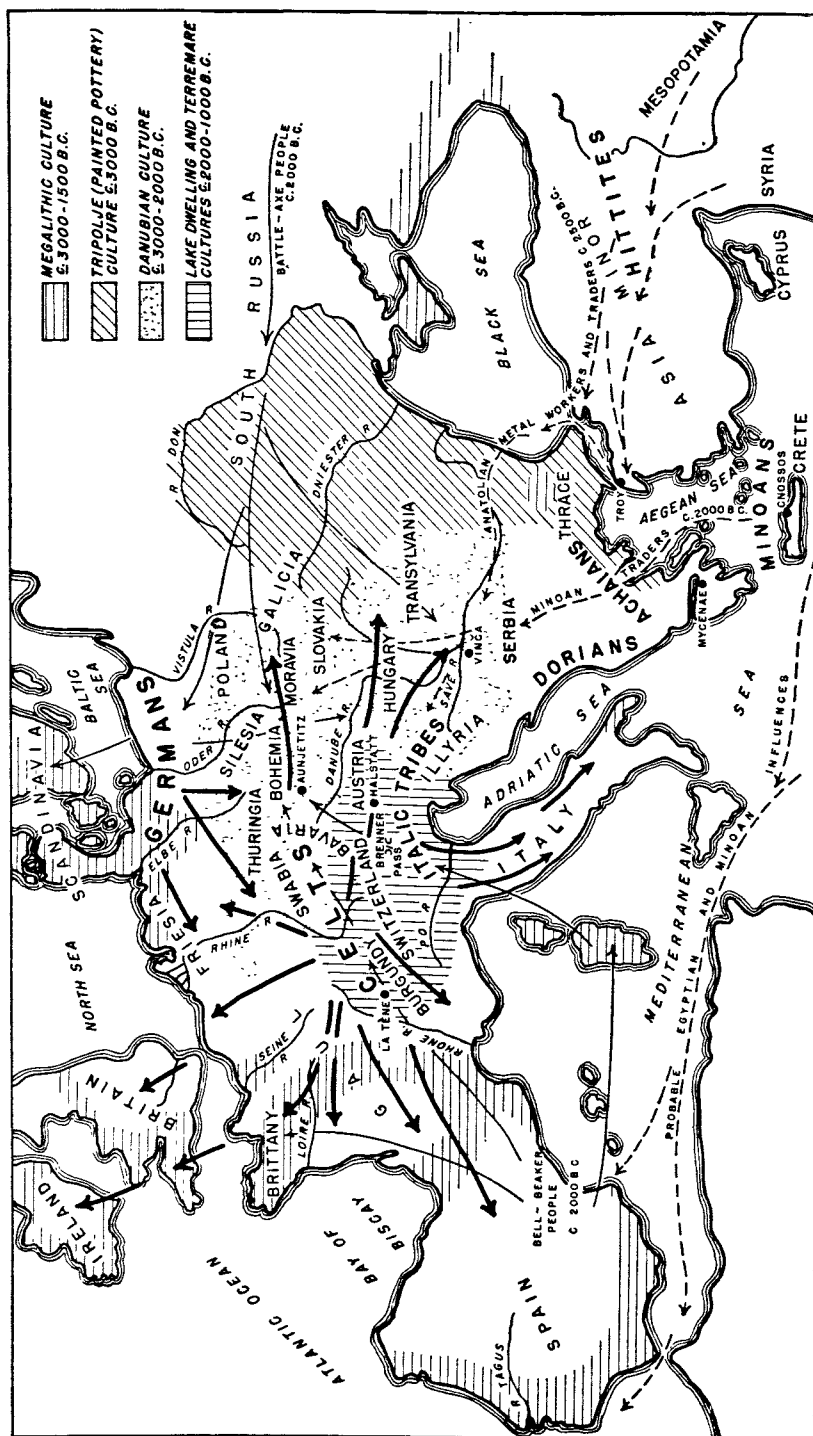 MEGALITHIC CULTURE
C.3000-1500 B.C.
TRIPOLJE (PAINTED POTTERY)
CULTURE C.3000 B.C.
DANUBIAN CULTURE
C.3000-2000 B.C.
LAKE DWELLING AND TERREMARE
CULTURES C.2000-1000 B.C.
IRELAND
BRITAIN
NORTH SEA
SCANDINAVIA
BALTIC
SEA
ATLANTIC OCEAN
BAY OF
BISCAY
BRITTANY
LOIRE R
SEINE
R
GAUL
FRESIA
RHINE R
ELBE R
GERMANS
ODER R
VISTULA R
POLAND
SILESIA
THURINGIA
BOHEMIA
AUNJETITZ
MORAVIA
SLOVAKIA
GALICIA
SOUTH RUSSIA
BATTLE-AXE PEOPLE
C.2000 B.C.
R DON
DNIESTER R
SWABIA
BAVARIA
DANUBE R
CELTS
LA TÈNE
BURGUNDY
SWITZERLAND
RHONE R
BRENNER
PASS
AUSTRIA
HALSTATT
HUNGARY
TRANSYLVANIA
ITALIC TRIBES
ILLYRIA
SAVE R
VINCA
SERBIA
PO R
ITALY
ADRIATIC SEA
DORIANS
ACHAIANS
THRACE
MINOAN TRADERS C.2000 B.C.
ANATOLIAN METAL WORKERS AND TRADERS C 2500 B.C.
BLACK SEA
TROY
AEGEAN SEA
MYCENAE
MINOANS
CNOSSOS
CRETE
ASIA MINOR
HITTITES
MESOPOTAMIA
SYRIA
CYPRUS
SPAIN
TAGUS
R
BELL-BEAKER
PEOPLE
C 2000 B.C
MEDITERRANEAN SEA
PROBABLE EGYPTIAN AND MINOAN INFLUENCES